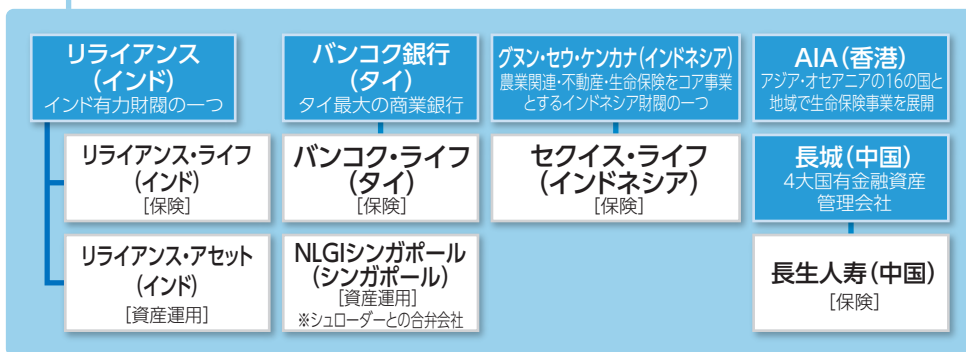 リライアンス
(インド)
インド有力財閥の一つ
リライアンス・ライフ
(インド)
[保険]
リライアンス・アセット
(インド)
[資産運用]
バンコク銀行
(タイ)
タイ最大の商業銀行
バンコク・ライフ
(タイ)
[保険]
NLGIシンガポール
(シンガポール)
[資産運用]
※シュローダーとの合弁会社
グヌン・セウ・ケンカナ(インドネシア)
農業関連・不動産・生命保険をコア事業
とするインドネシア財閥の一つ
セクイス・ライフ
(インドネシア)
[保険]
AIA(香港)
アジア・オセアニアの16の国と
地域で生命保険事業を展開
長城(中国)
4大国有金融資産
管理会社
長生人寿(中国)
[保険]